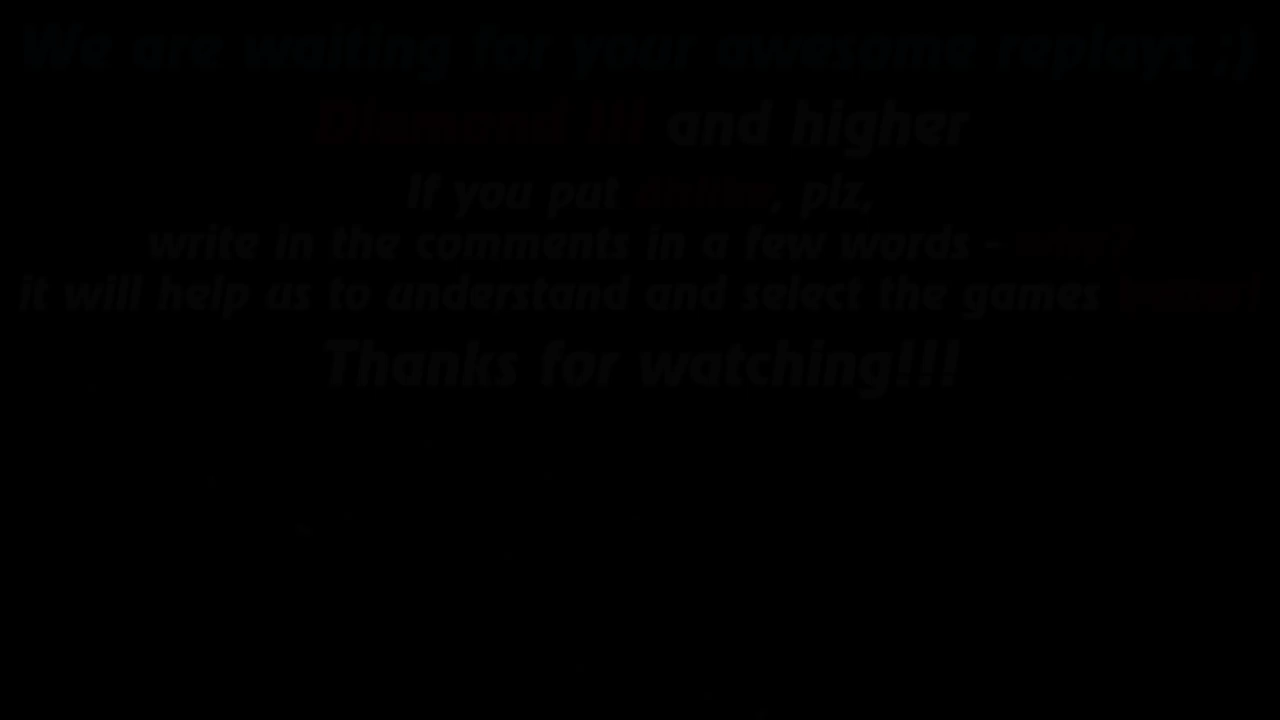 We are waiting for your awesome replays ;)
Diamond III and higher
If you put dislike, plz,
write in the comments in a few words - why?
it will help us to understand and select the games
Thanks for watching!!!